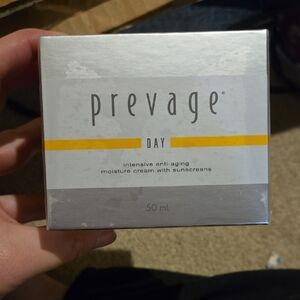 prevage®
DAY
intensive anti-aging
moisture cream with sunscreens
50 ml